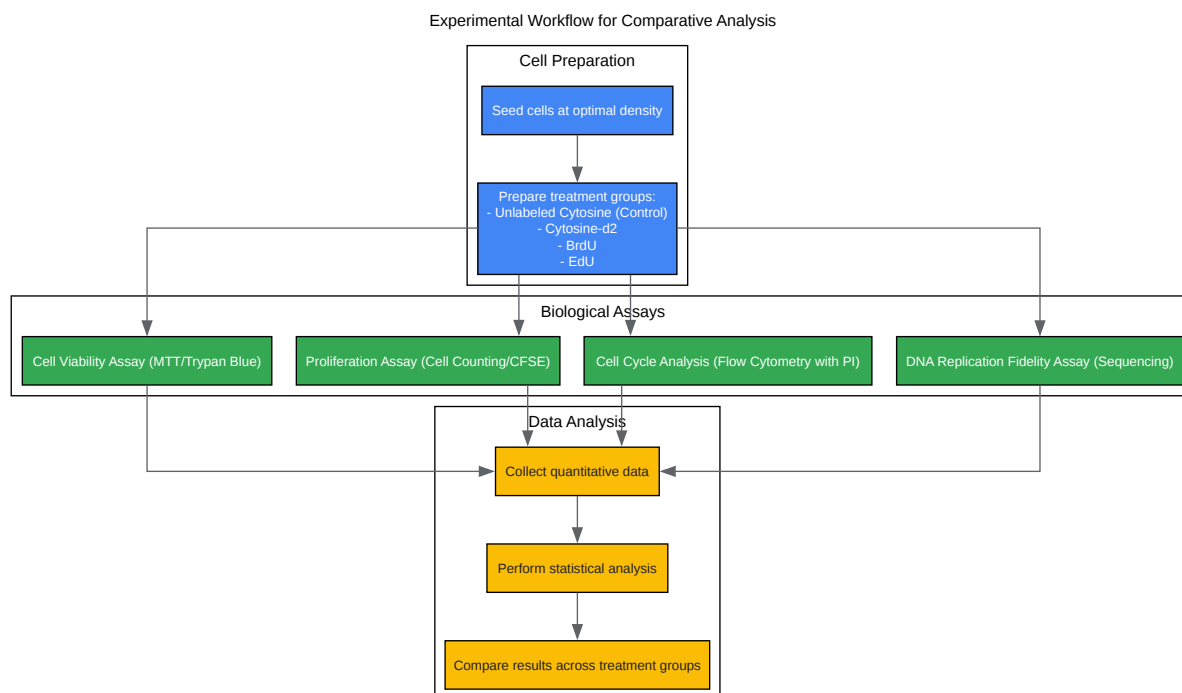 Experimental Workflow for Comparative Analysis
Cell Preparation
Seed cells at optimal density
Prepare treatment groups:
- Unlabeled Cytosine (Control)
- Cytosine-d2
- BrdU
- EdU
Biological Assays
Cell Viability Assay (MTT/Trypan Blue)
Proliferation Assay (Cell Counting/CFSE)
Cell Cycle Analysis (Flow Cytometry with PI)
DNA Replication Fidelity Assay (Sequencing)
Data Analysis
Collect quantitative data
Perform statistical analysis
Compare results across treatment groups